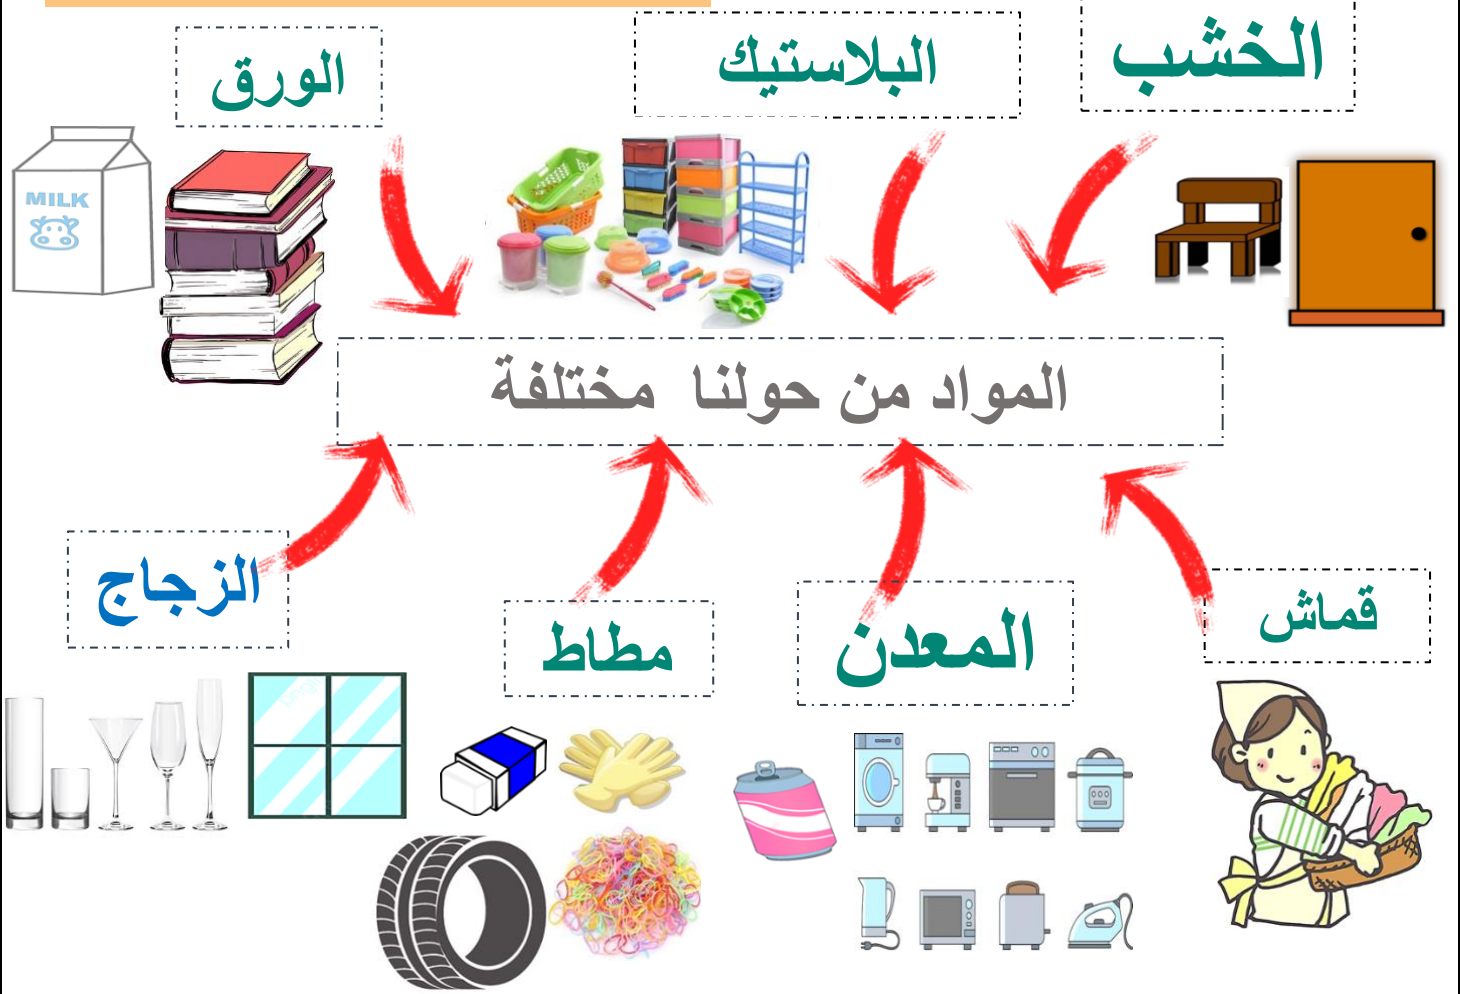 الخشب
البلاستيك
الورق
MILK
المواد من حولنا مختلفة
قماش
المعدن
مطاط
الزجاج